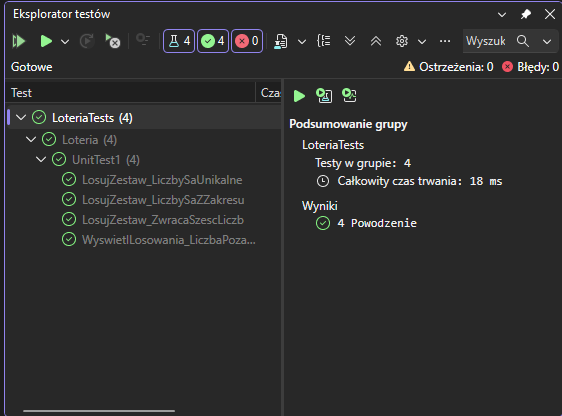 Eksplorator testów
4 4 0 Wyszuk
Gotowe Ostrzeżenia: 0 Błędy: 0
Test Czas
LoteriaTests (4)
Loteria (4)
UnitTest1 (4)
LosujZestaw_LiczbySaUnikalne
LosujZestaw_LiczbySaZZakresu
LosujZestaw_ZwracaSzescLiczb
WyswietlLosowania_LiczbaPoza...
Podsumowanie grupy
LoteriaTests
Testy w grupie: 4
Całkowity czas trwania: 18 ms
Wyniki
4 Powodzenie